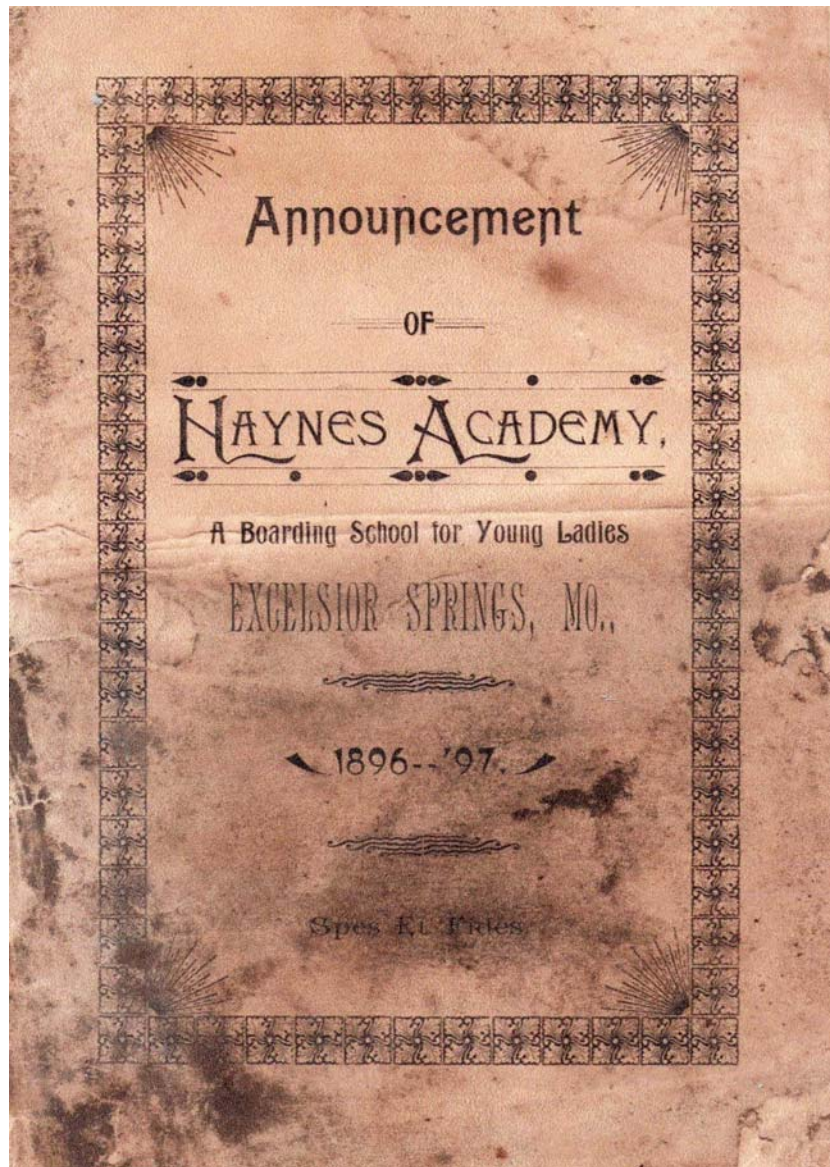 Announcement
OF
HAYNES ACADEMY,
A Boarding School for Young Ladies
EXCELSIOR SPRINGS, MO.,
1896--'97.
Spes Et Fides